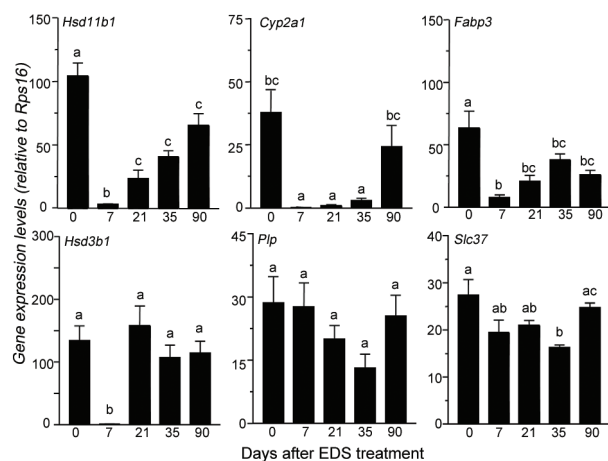 Hsd11b1
Cyp2a1
Fabp3
150
100
50
0
a
b
c
c
c
0 7 21 35 90
75
50
25
0
bc
a
a
a
bc
0 7 21 35 90
150
100
50
0
a
b
bc
bc
bc
0 7 21 35 90
Gene expression levels (relative to Rps16)
Hsd3b1
Plp
Slc37
300
200
150
100
50
0
a
b
a
a
a
0 7 21 35 90
45
30
15
0
a
a
a
a
a
0 7 21 35 90
40
30
20
10
0
a
ab
ab
b
ac
0 7 21 35 90
Days after EDS treatment